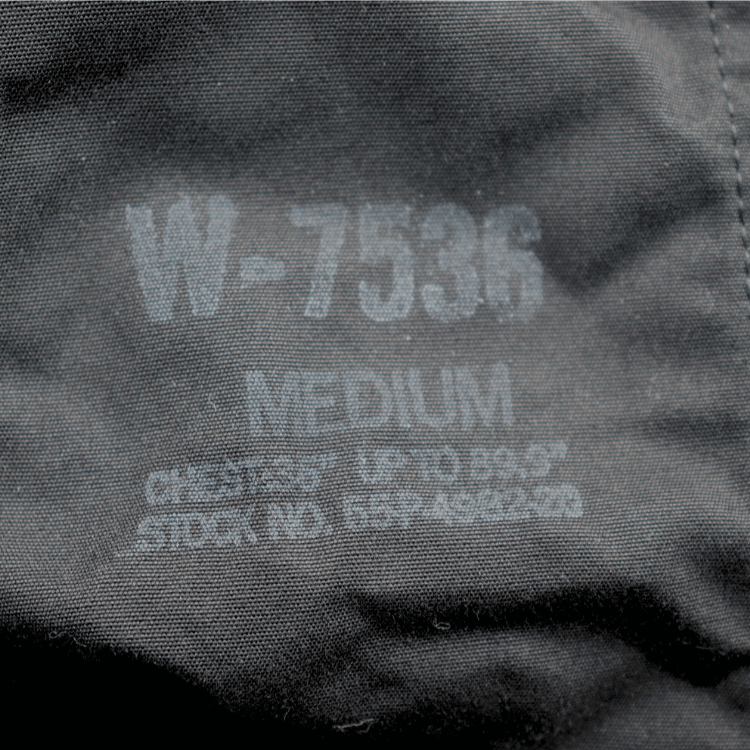 W-7536
MEDIUM
CHEST UP TO
STOCK NO.